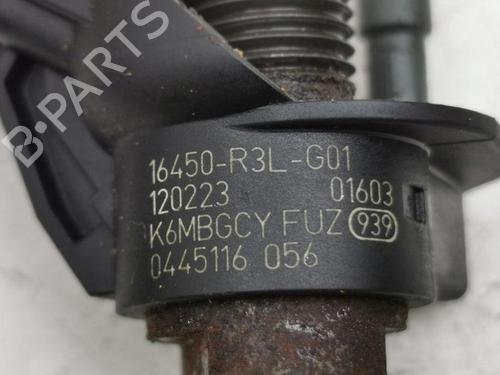 B-PARTS
16450-R3L-G01
120223 01603
K6MBGCY FUZ 939
0445116 056